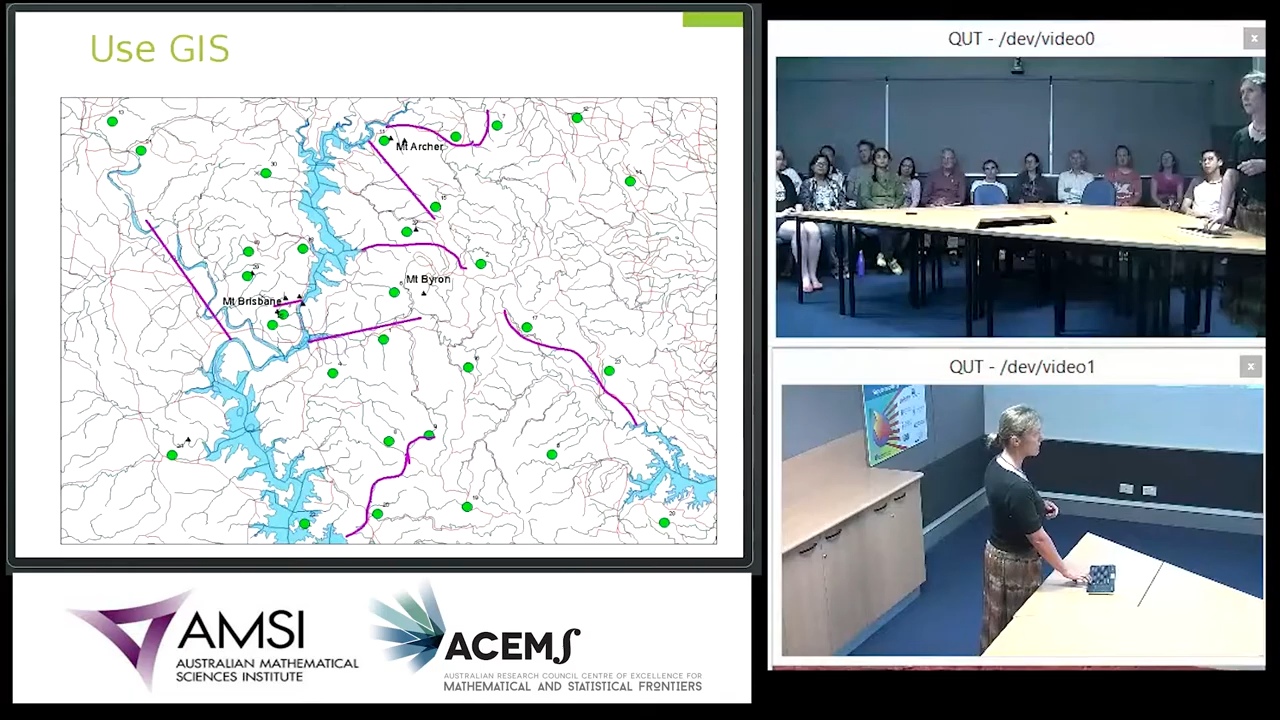 Use GIS
Mt Archer
Mt Byron
Mt Brisbane
AMSI
AUSTRALIAN MATHEMATICAL
SCIENCES INSTITUTE
ACEMS
AUSTRALIAN RESEARCH COUNCIL CENTRE OF EXCELLENCE FOR
MATHEMATICAL AND STATISTICAL FRONTIERS
QUT - /dev/video0
x
QUT - /dev/video1
x